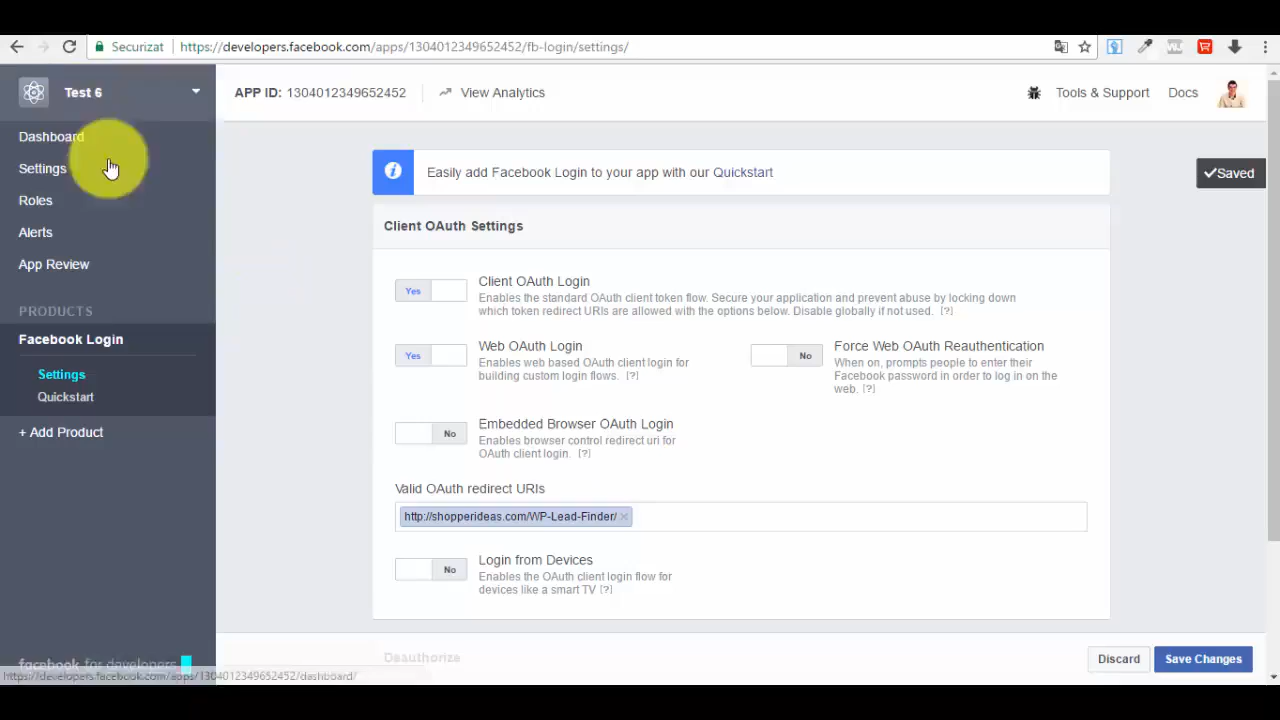 Securizat
https://developers.facebook.com/apps/1304012349652452/fb-login/settings/
Test 6
APP ID: 1304012349652452
View Analytics
Tools & Support
Docs
Dashboard
Settings
Roles
Alerts
App Review
PRODUCTS
Facebook Login
Settings
Quickstart
+ Add Product
facebook for developers
https://developers.facebook.com/apps/1304012349652452/dashboard/
Easily add Facebook Login to your app with our Quickstart
Saved
Client OAuth Settings
Yes
Client OAuth Login
Enables the standard OAuth client token flow. Secure your application and prevent abuse by locking down
which token redirect URIs are allowed with the options below. Disable globally if not used. [?]
Yes
Web OAuth Login
Enables web based OAuth client login for
building custom login flows. [?]
No
Force Web OAuth Reauthentication
When on, prompts people to enter their
Facebook password in order to log in on the
web. [?]
No
Embedded Browser OAuth Login
Enables browser control redirect uri for
OAuth client login. [?]
Valid OAuth redirect URIs
http://shopperideas.com/WP-Lead-Finder/
No
Login from Devices
Enables the OAuth client login flow for
devices like a smart TV [?]
Deauthorize
Discard
Save Changes